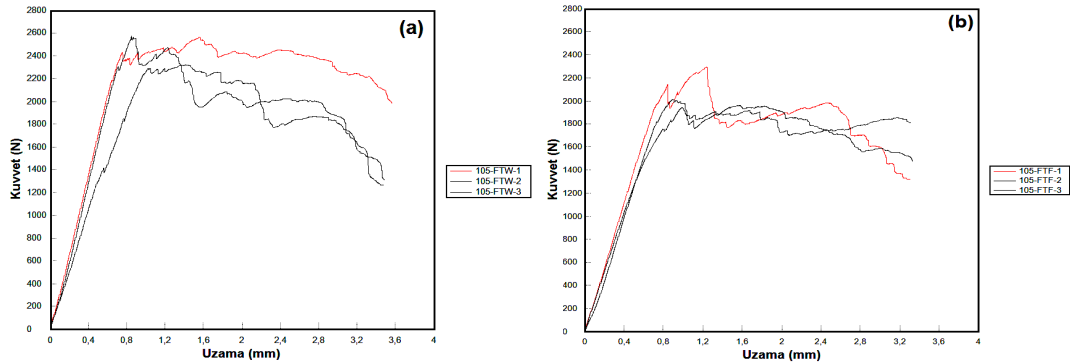 (a)
Kuvvet (N)
2800
2600
2400
2200
2000
1800
1600
1400
1200
1000
800
600
400
200
0
0 0,4 0,8 1,2 1,6 2 2,4 2,8 3,2 3,6 4
Uzama (mm)
105-FTW-1
105-FTW-2
105-FTW-3
(b)
Kuvvet (N)
2800
2600
2400
2200
2000
1800
1600
1400
1200
1000
800
600
400
200
0
0 0,4 0,8 1,2 1,6 2 2,4 2,8 3,2 3,6 4
Uzama (mm)
105-FTF-1
105-FTF-2
105-FTF-3